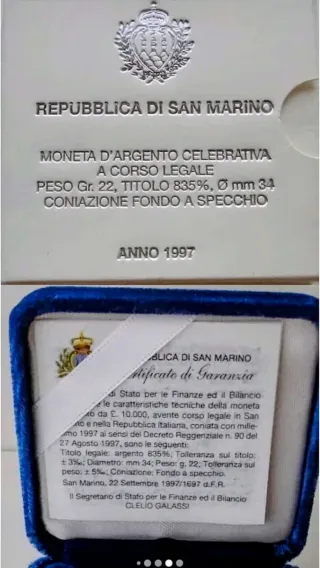 REPUBBLICA DI SAN MARINO
MONETA D'ARGENTO CELEBRATIVA
A CORSO LEGALE
PESO Gr. 22, TITOLO 835%, Ø mm 34
CONIAZIONE FONDO A SPECCHIO
ANNO 1997
BBLICA DI SAN MARINO
rtificato di Garanzia
di Stato per le Finanze ed il Bilancio
e le caratteristiche tecniche della moneta
to da £. 10.000, avente corso legale in San
o e nella Repubblica Italiana, coniata con mille-
o 1997 ai sensi del Decreto Reggenziale n. 90 del
27 Agosto 1997, sono le seguenti:
Titolo legale: argento 835‰, Tolleranza sul titolo:
± 3‰; Diametro: mm 34; Peso: g. 22; Tolleranza sul
peso; ± 5‰; Coniazione: Fondo a specchio.
San Marino, 22 Settembre 1997/1697 d.F.R.
Il Segretario di Stato per le Finanze ed il Bilancio
CLELIO GALASSI